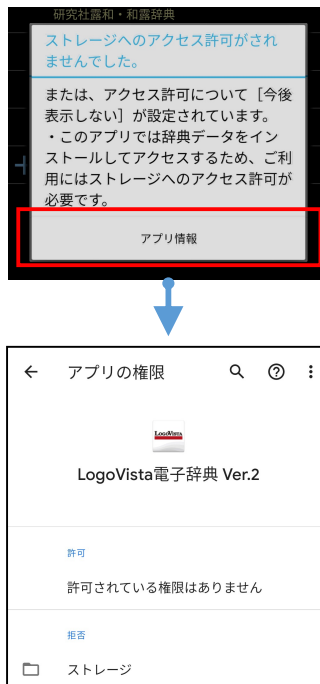 研究社露和・和露辞典
ストレージへのアクセス許可がされ
ませんでした。
または、アクセス許可について［今後
表示しない］が設定されています。
・このアプリでは辞典データをイン
ストールしてアクセスするため、ご利
用にはストレージへのアクセス許可が
必要です。
アプリ情報
アプリの権限
LogoVista
LogoVista電子辞典 Ver.2
許可
許可されている権限はありません
拒否
ストレージ